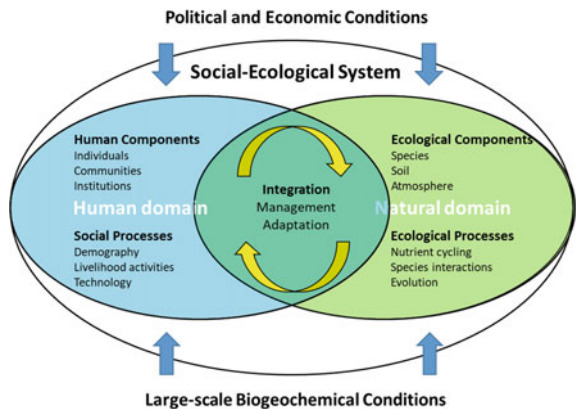 Political and Economic Conditions
Social-Ecological System
Human Components
Individuals
Communities
Institutions
Human domain
Social Processes
Demography
Livelihood activities
Technology
Integration
Management
Adaptation
Ecological Components
Species
Soil
Atmosphere
Natural domain
Ecological Processes
Nutrient cycling
Species interactions
Evolution
Large-scale Biogeochemical Conditions